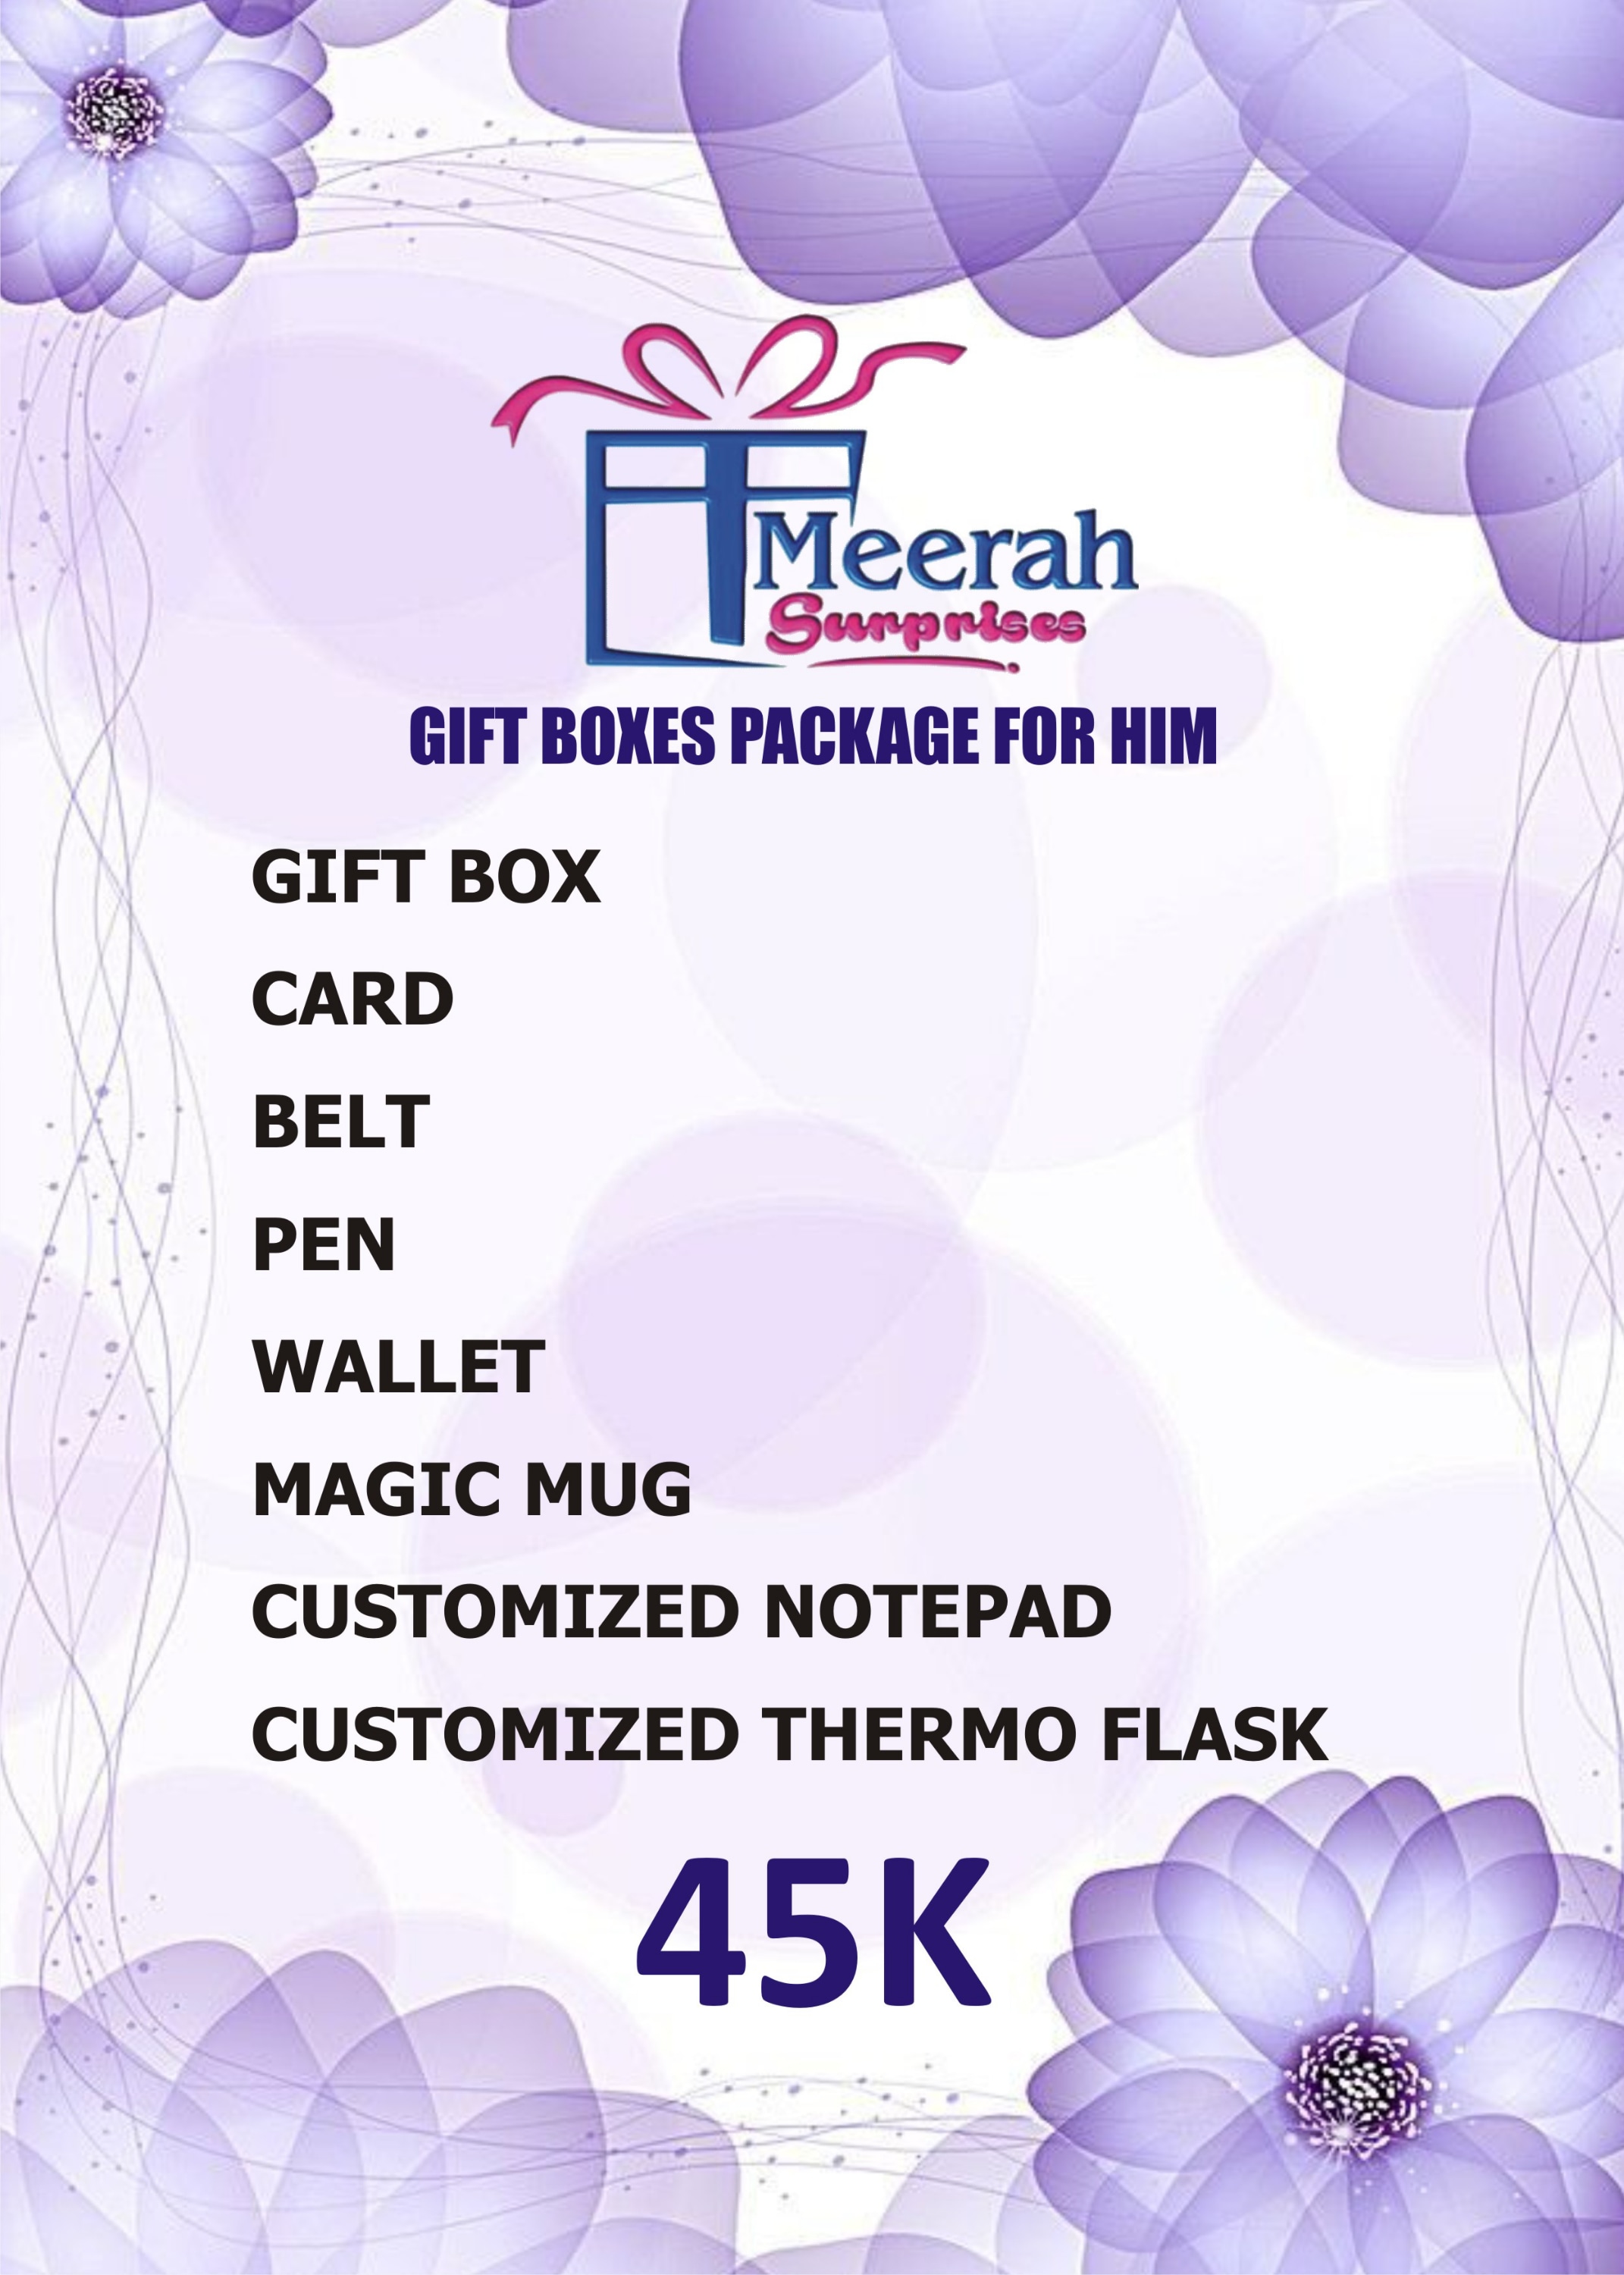 Meerah
Surprises
GIFT BOXES PACKAGE FOR HIM
GIFT BOX
CARD
BELT
PEN
WALLET
MAGIC MUG
CUSTOMIZED NOTEPAD
CUSTOMIZED THERMO FLASK
45K